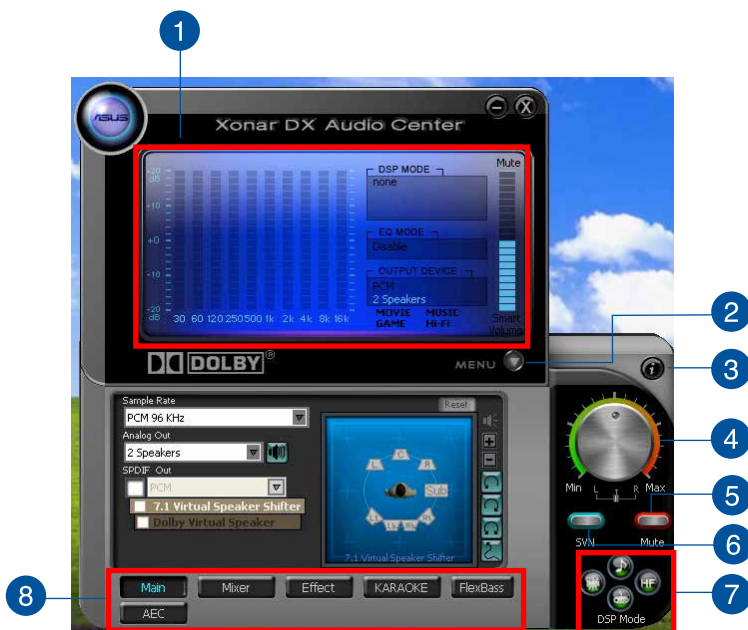 1
ASUS
Xonar DX Audio Center
+20
dB
+10
+0
-10
-20
dB
30 60 120 250 500 1k 2k 4k 8k 16k
DSP MODE
none
EQ MODE
Disable
OUTPUT DEVICE
PCM
2 Speakers
MOVIE MUSIC
GAME HI-FI
Mute
Smart
Volume
DOLBY®
MENU
2
3
Sample Rate
PCM 96 KHz
Analog Out
2 Speakers
SPDIF Out
PCM
7.1 Virtual Speaker Shifter
Dolby Virtual Speaker
Reset
L C R
Sub
Ls Rs
7.1 Virtual Speaker Shifter
4
Min L R Max
5
SVN Mute
6
HF
DSP Mode
7
8
Main Mixer Effect KARAOKE FlexBass
AEC